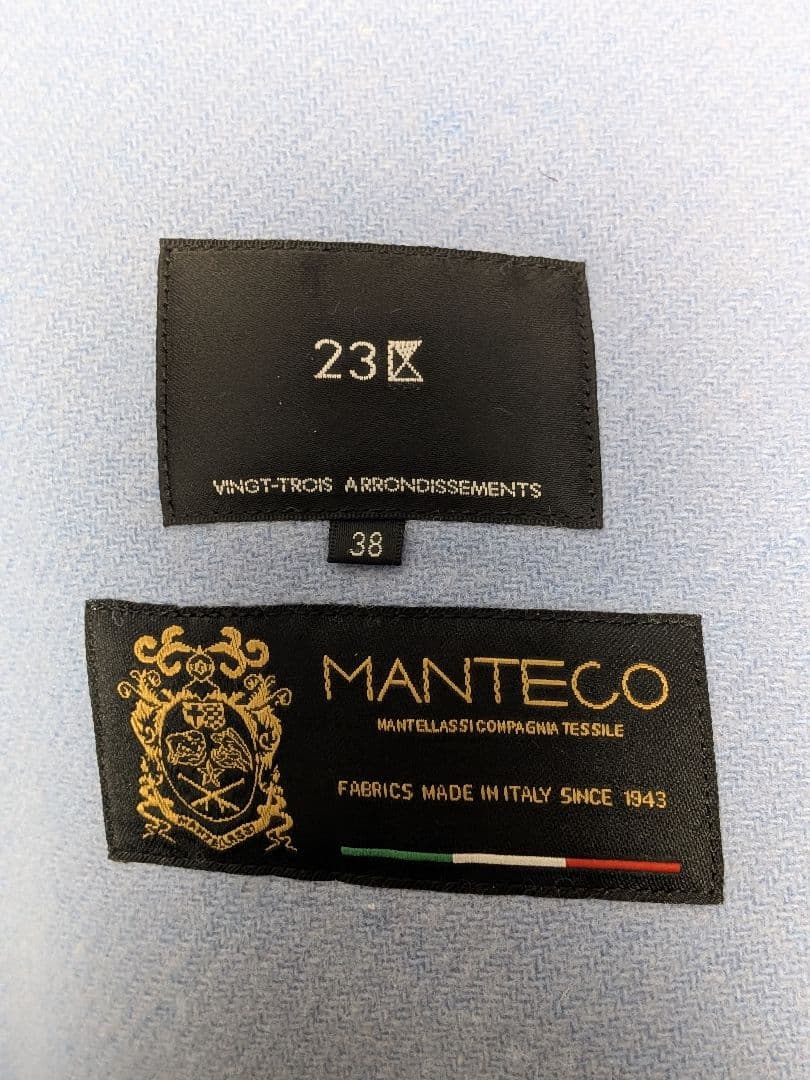 23区
VINGT-TROIS ARRONDISSEMENTS
38
MANTECO
MANTELLASSI COMPAGNIA TESSILE
FABRICS MADE IN ITALY SINCE 1943